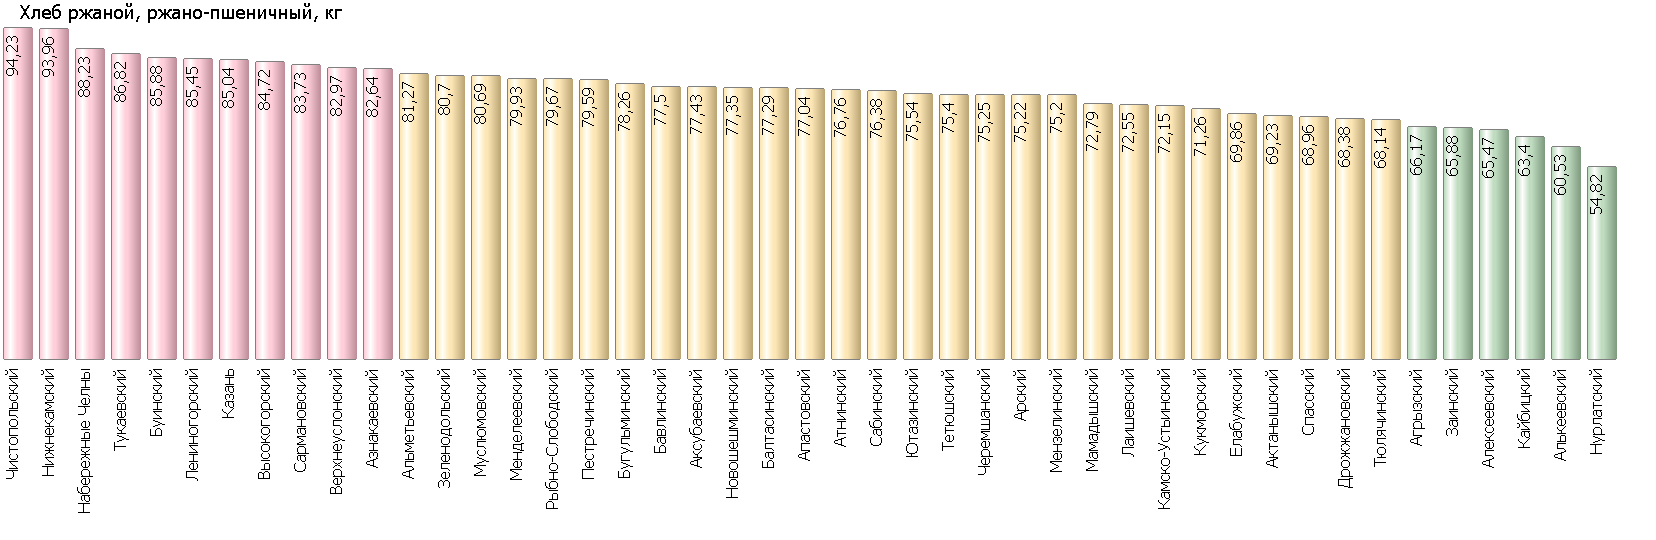 Хлеб ржаной, ржано-пшеничный, кг
94,23
93,96
88,23
86,82
85,88
85,45
85,04
84,72
83,73
82,97
82,64
81,27
80,7
80,69
79,93
79,67
79,59
78,26
77,5
77,43
77,35
77,29
77,04
76,76
76,38
75,54
75,4
75,25
75,22
75,2
72,79
72,55
72,15
71,26
69,86
69,23
68,96
68,38
68,14
66,17
65,88
65,47
63,4
60,53
54,82
Чистопольский
Нижнекамский
Набережные Челны
Тукаевский
Буинский
Лениногорский
Казань
Высокогорский
Сармановский
Верхнеуслонский
Азнакаевский
Альметьевский
Зеленодольский
Муслюмовский
Менделеевский
Рыбно-Слободский
Пестречинский
Бугульминский
Бавлинский
Аксубаевский
Новошешминский
Балтасинский
Апастовский
Атнинский
Сабинский
Ютазинский
Тетюшский
Черемшанский
Арский
Мензелинский
Мамадышский
Лаишевский
Камско-Устьинский
Кукморский
Елабужский
Актанышский
Спасский
Дрожжановский
Тюлячинский
Агрызский
Заинский
Алексеевский
Кайбицкий
Алькеевский
Нурлатский